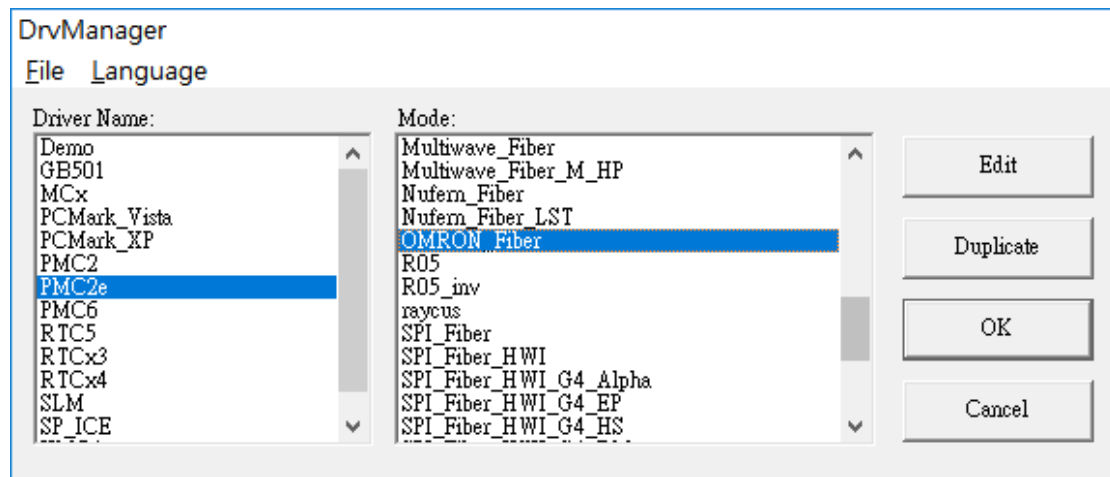 DrvManager
File Language
Driver Name:
Demo
GB501
MCx
PCMark_Vista
PCMark_XP
PMC2
PMC2e
PMC6
RTC5
RTCx3
RTCx4
SLM
SP_ICE
Mode:
Multiwave_Fiber
Multiwave_Fiber_M_HP
Nufern_Fiber
Nufern_Fiber_LST
OMRON_Fiber
R05
R05_inv
raycus
SPI_Fiber
SPI_Fiber_HWI
SPI_Fiber_HWI_G4_Alpha
SPI_Fiber_HWI_G4_EP
SPI_Fiber_HWI_G4_HS
Edit
Duplicate
OK
Cancel